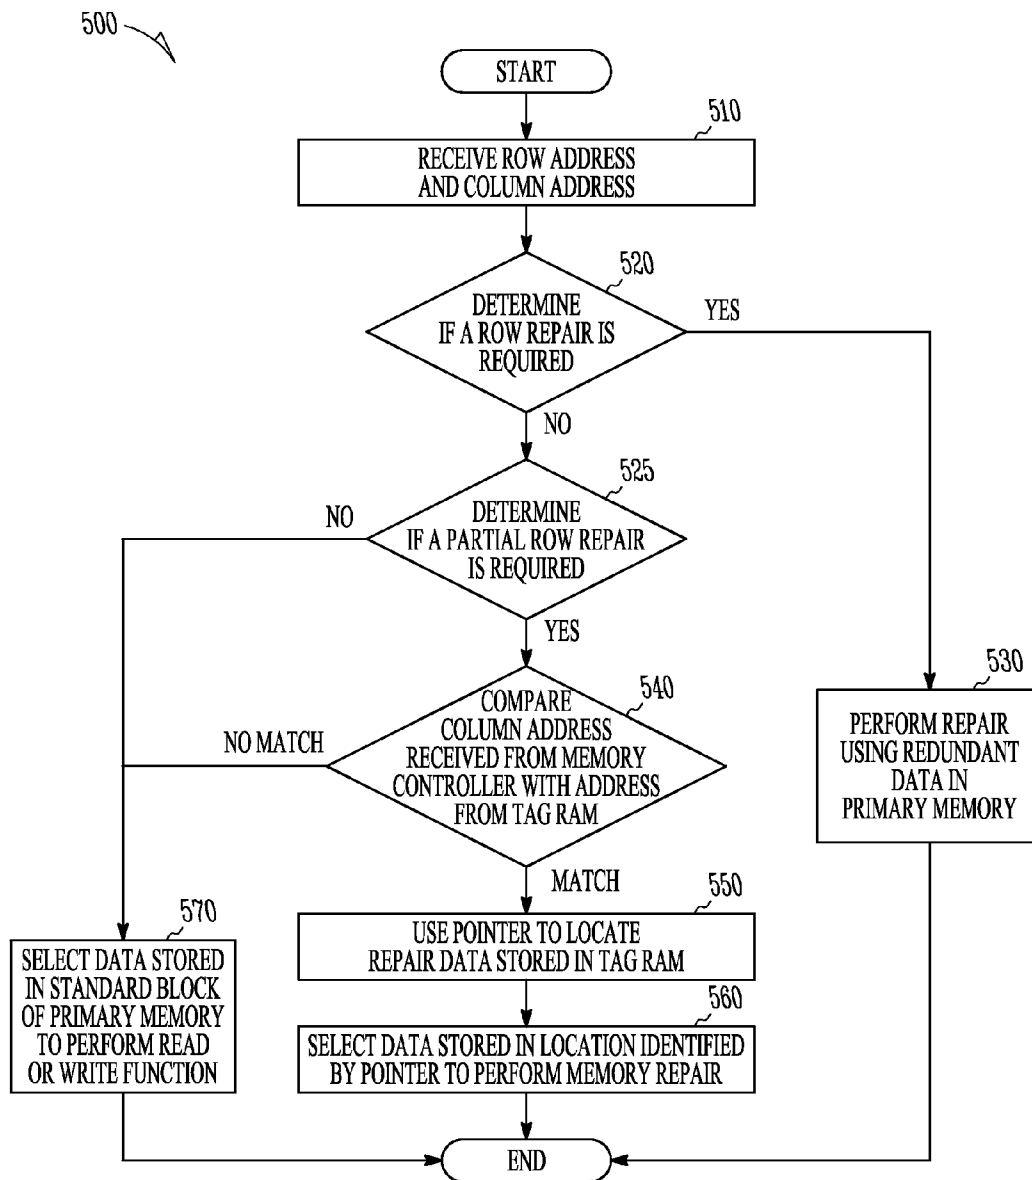 500
START
510
RECEIVE ROW ADDRESS
AND COLUMN ADDRESS
520
DETERMINE
IF A ROW REPAIR IS
REQUIRED
YES
NO
525
DETERMINE
IF A PARTIAL ROW REPAIR
IS REQUIRED
NO
YES
540
COMPARE
COLUMN ADDRESS
RECEIVED FROM MEMORY
CONTROLLER WITH ADDRESS
FROM TAG RAM
NO MATCH
530
PERFORM REPAIR
USING REDUNDANT
DATA IN
PRIMARY MEMORY
MATCH
550
USE POINTER TO LOCATE
REPAIR DATA STORED IN TAG RAM
570
SELECT DATA STORED
IN STANDARD BLOCK
OF PRIMARY MEMORY
TO PERFORM READ
OR WRITE FUNCTION
560
SELECT DATA STORED IN LOCATION IDENTIFIED
BY POINTER TO PERFORM MEMORY REPAIR
END